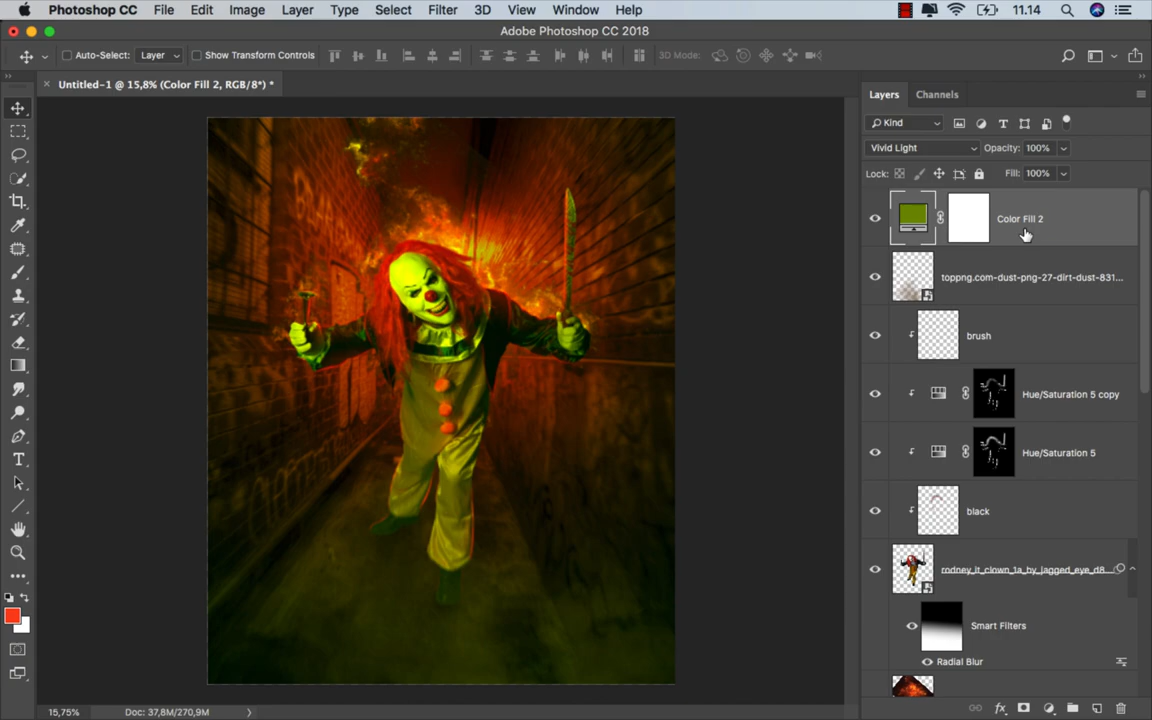 Photoshop CC File Edit Image Layer Type Select Filter 3D View Window Help 11.14
Adobe Photoshop CC 2018
Auto-Select: Layer Show Transform Controls 3D Mode:
Untitled-1 @ 15,8% (Color Fill 2, RGB/8*) *
Layers Channels
Kind
Vivid Light Opacity: 100%
Lock: Fill: 100%
Color Fill 2
toppng.com-dust-png-27-dirt-dust-831...
brush
Hue/Saturation 5 copy
Hue/Saturation 5
black
rodney_it_clown_1a_by_jagged_eye_d8...
Smart Filters
Radial Blur
15,75% Doc: 37,8M/270,9M